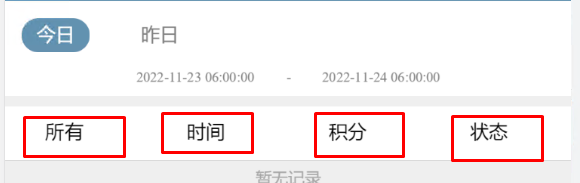 今日 昨日
2022-11-23 06:00:00 - 2022-11-24 06:00:00
所有 时间 积分 状态
暂无记录